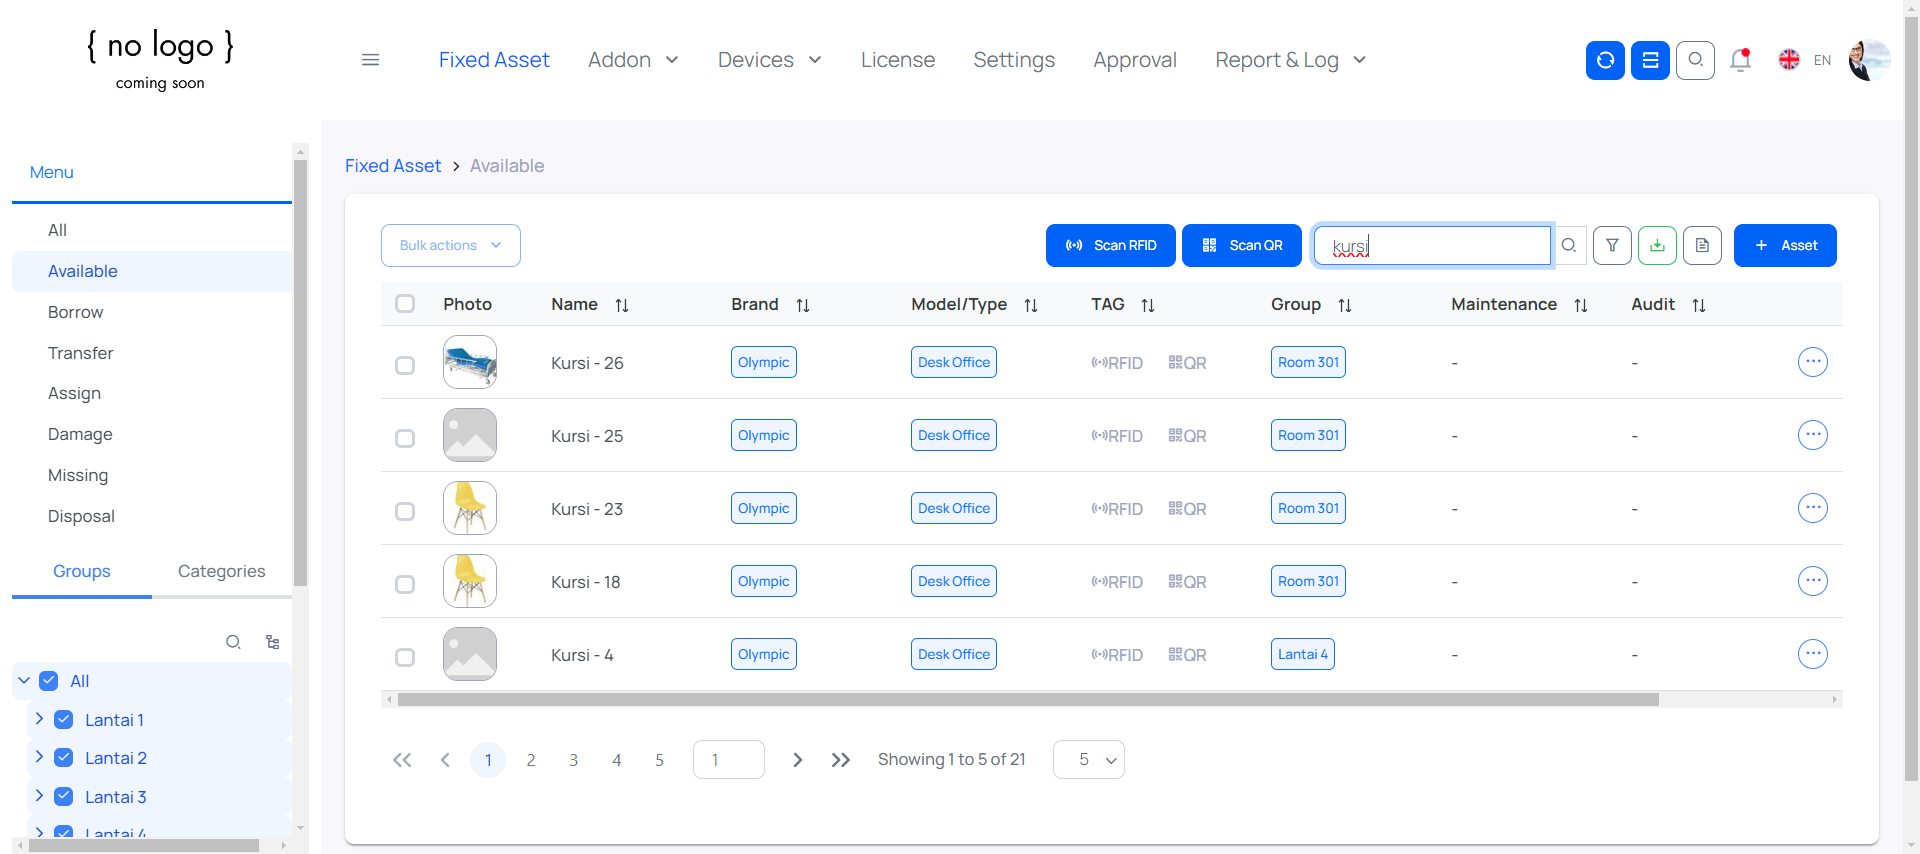 { no logo }
coming soon
Fixed Asset Addon Devices License Settings Approval Report & Log EN
Menu
All
Available
Borrow
Transfer
Assign
Damage
Missing
Disposal
Groups Categories
All
Lantai 1
Lantai 2
Lantai 3
Lantai 4
Fixed Asset > Available
Bulk actions Scan RFID Scan QR kursi + Asset
Photo Name Brand Model/Type TAG Group Maintenance Audit
Kursi - 26 Olympic Desk Office RFID QR Room 301 - -
Kursi - 25 Olympic Desk Office RFID QR Room 301 - -
Kursi - 23 Olympic Desk Office RFID QR Room 301 - -
Kursi - 18 Olympic Desk Office RFID QR Room 301 - -
Kursi - 4 Olympic Desk Office RFID QR Lantai 4 - -
1 2 3 4 5 1 Showing 1 to 5 of 21 5